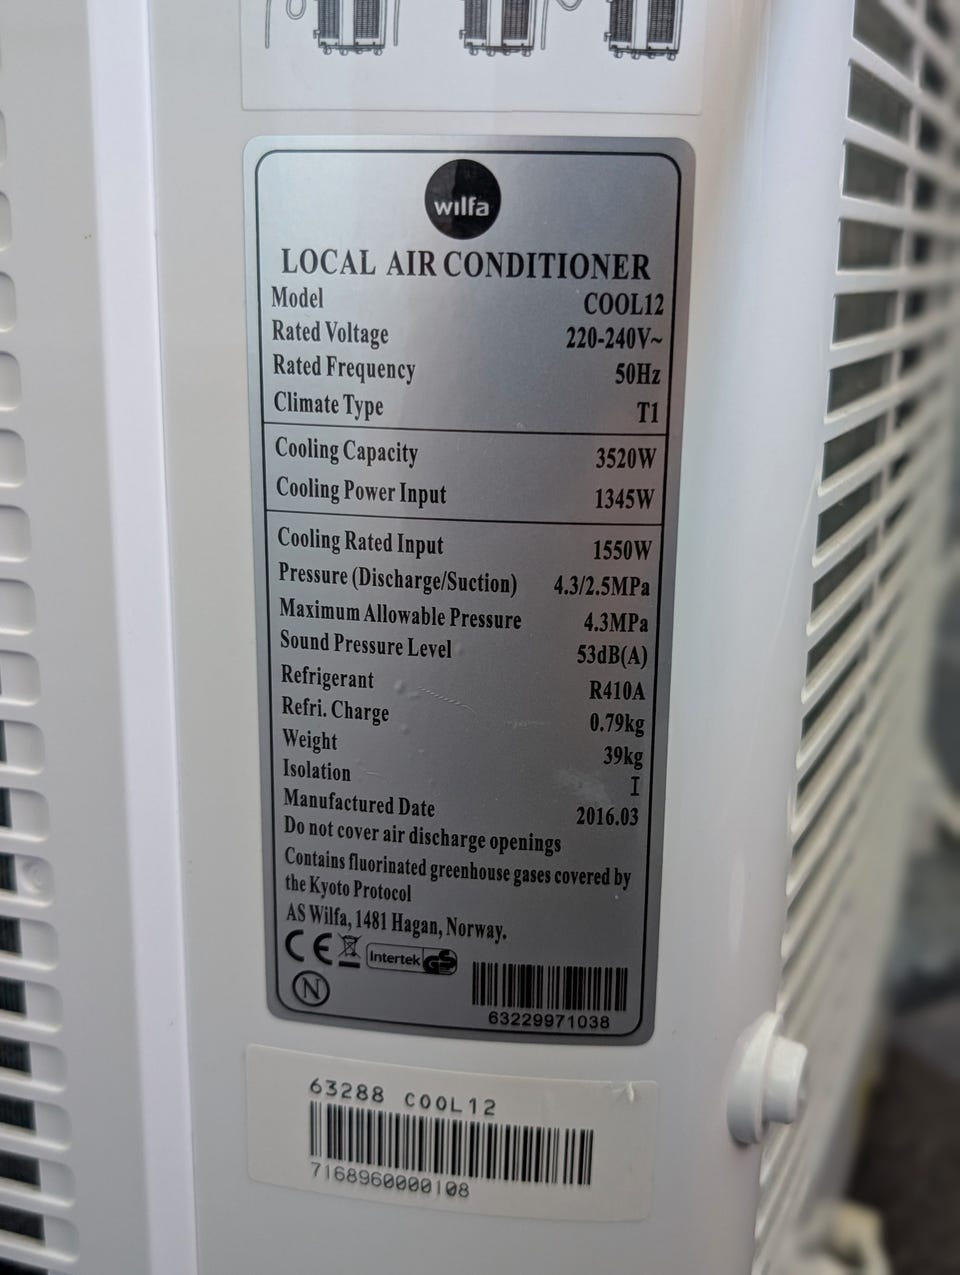 wilfa
LOCAL AIR CONDITIONER
Model COOL12
Rated Voltage 220-240V~
Rated Frequency 50Hz
Climate Type T1
Cooling Capacity 3520W
Cooling Power Input 1345W
Cooling Rated Input 1550W
Pressure (Discharge/Suction) 4.3/2.5MPa
Maximum Allowable Pressure 4.3MPa
Sound Pressure Level 53dB(A)
Refrigerant R410A
Refri. Charge 0.79kg
Weight 39kg
Isolation I
Manufactured Date 2016.03
Do not cover air discharge openings
Contains fluorinated greenhouse gases covered by
the Kyoto Protocol
AS Wilfa, 1481 Hagan, Norway.
CE Intertek GS
N
63229971038
63288 COOL12
7168960000108